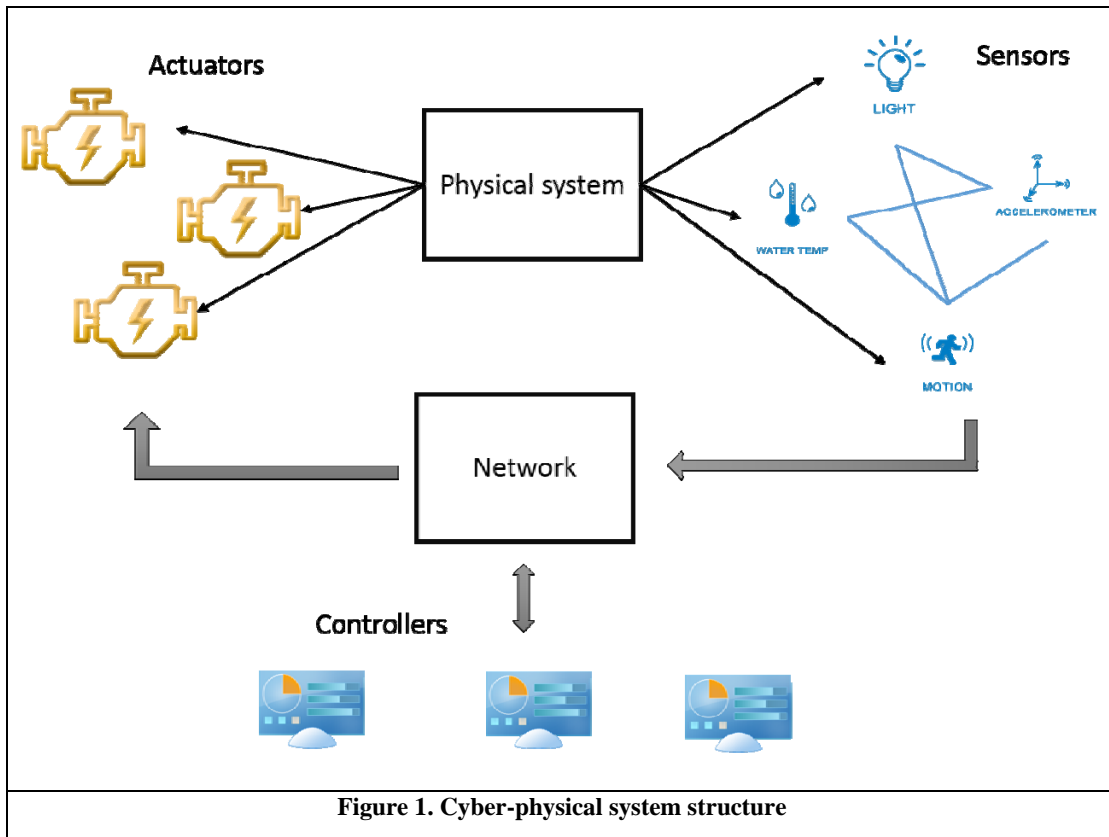 Actuators
Sensors
LIGHT
Physical system
ACCELEROMETER
WATER TEMP
MOTION
Network
Controllers
Figure 1. Cyber-physical system structure